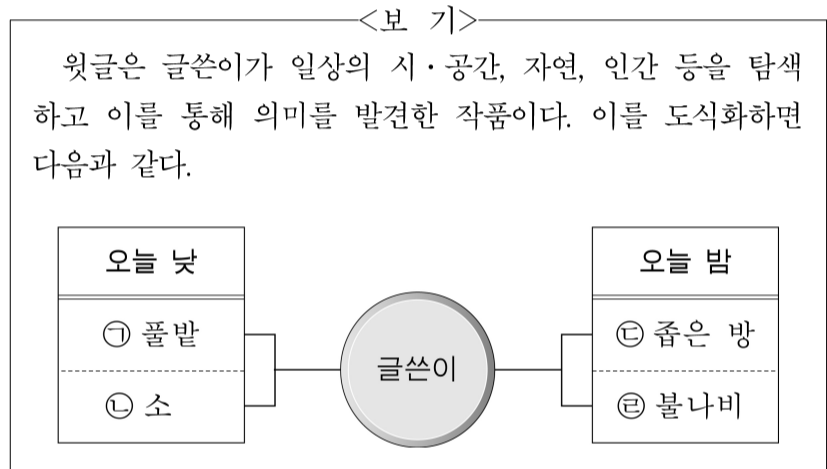 <보 기>
윗글은 글쓴이가 일상의 시·공간, 자연, 인간 등을 탐색
하고 이를 통해 의미를 발견한 작품이다. 이를 도식화하면
다음과 같다.
오늘 낮
㉠ 풀밭
㉡ 소
글쓴이
오늘 밤
㉢ 좁은 방
㉣ 불나비